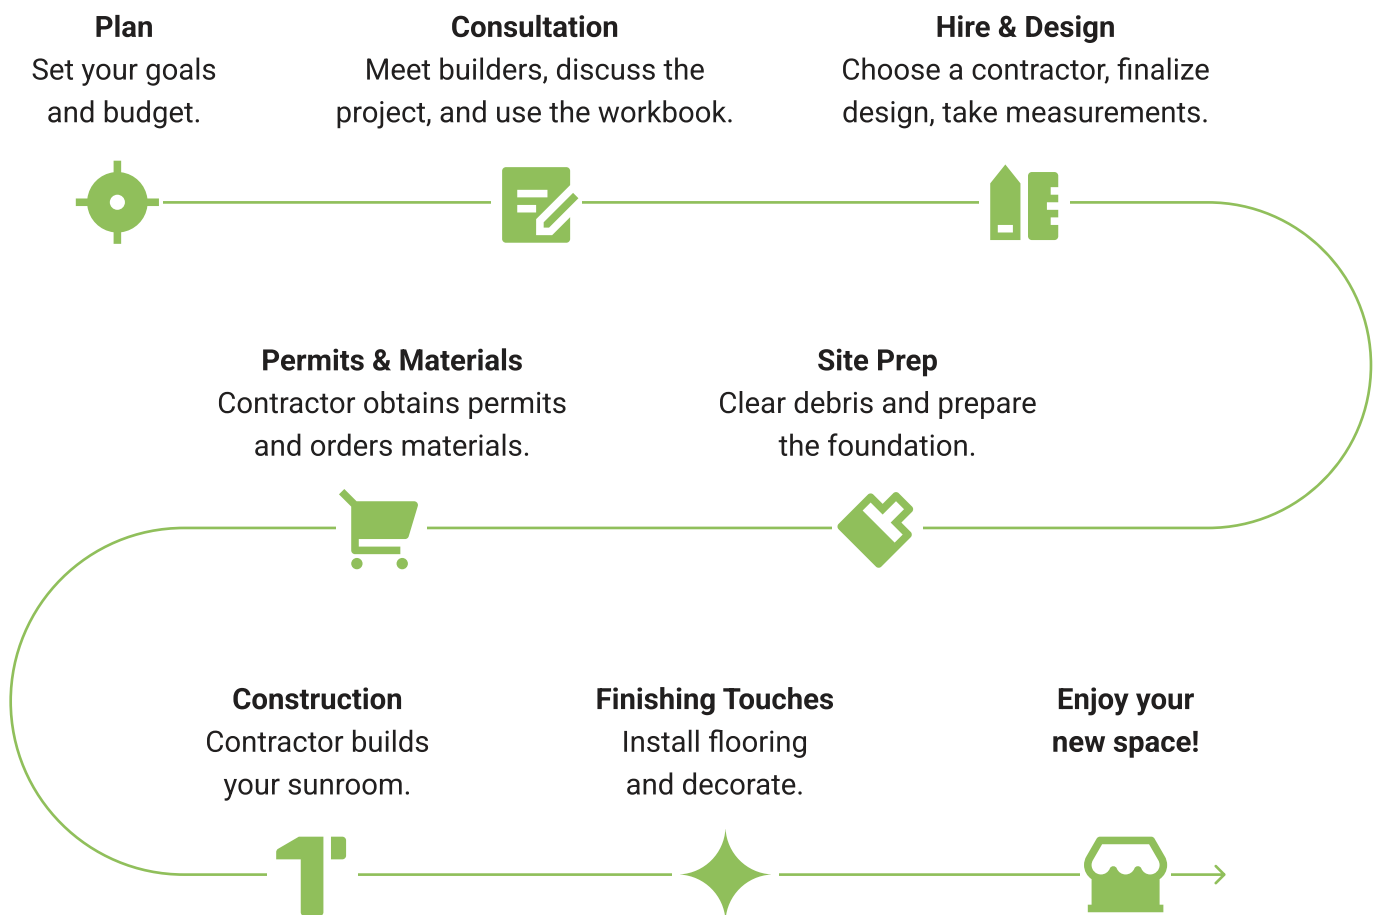 Plan
Set your goals
and budget.
Consultation
Meet builders, discuss the
project, and use the workbook.
Hire & Design
Choose a contractor, finalize
design, take measurements.
Permits & Materials
Contractor obtains permits
and orders materials.
Site Prep
Clear debris and prepare
the foundation.
Construction
Contractor builds
your sunroom.
Finishing Touches
Install flooring
and decorate.
Enjoy your
new space!